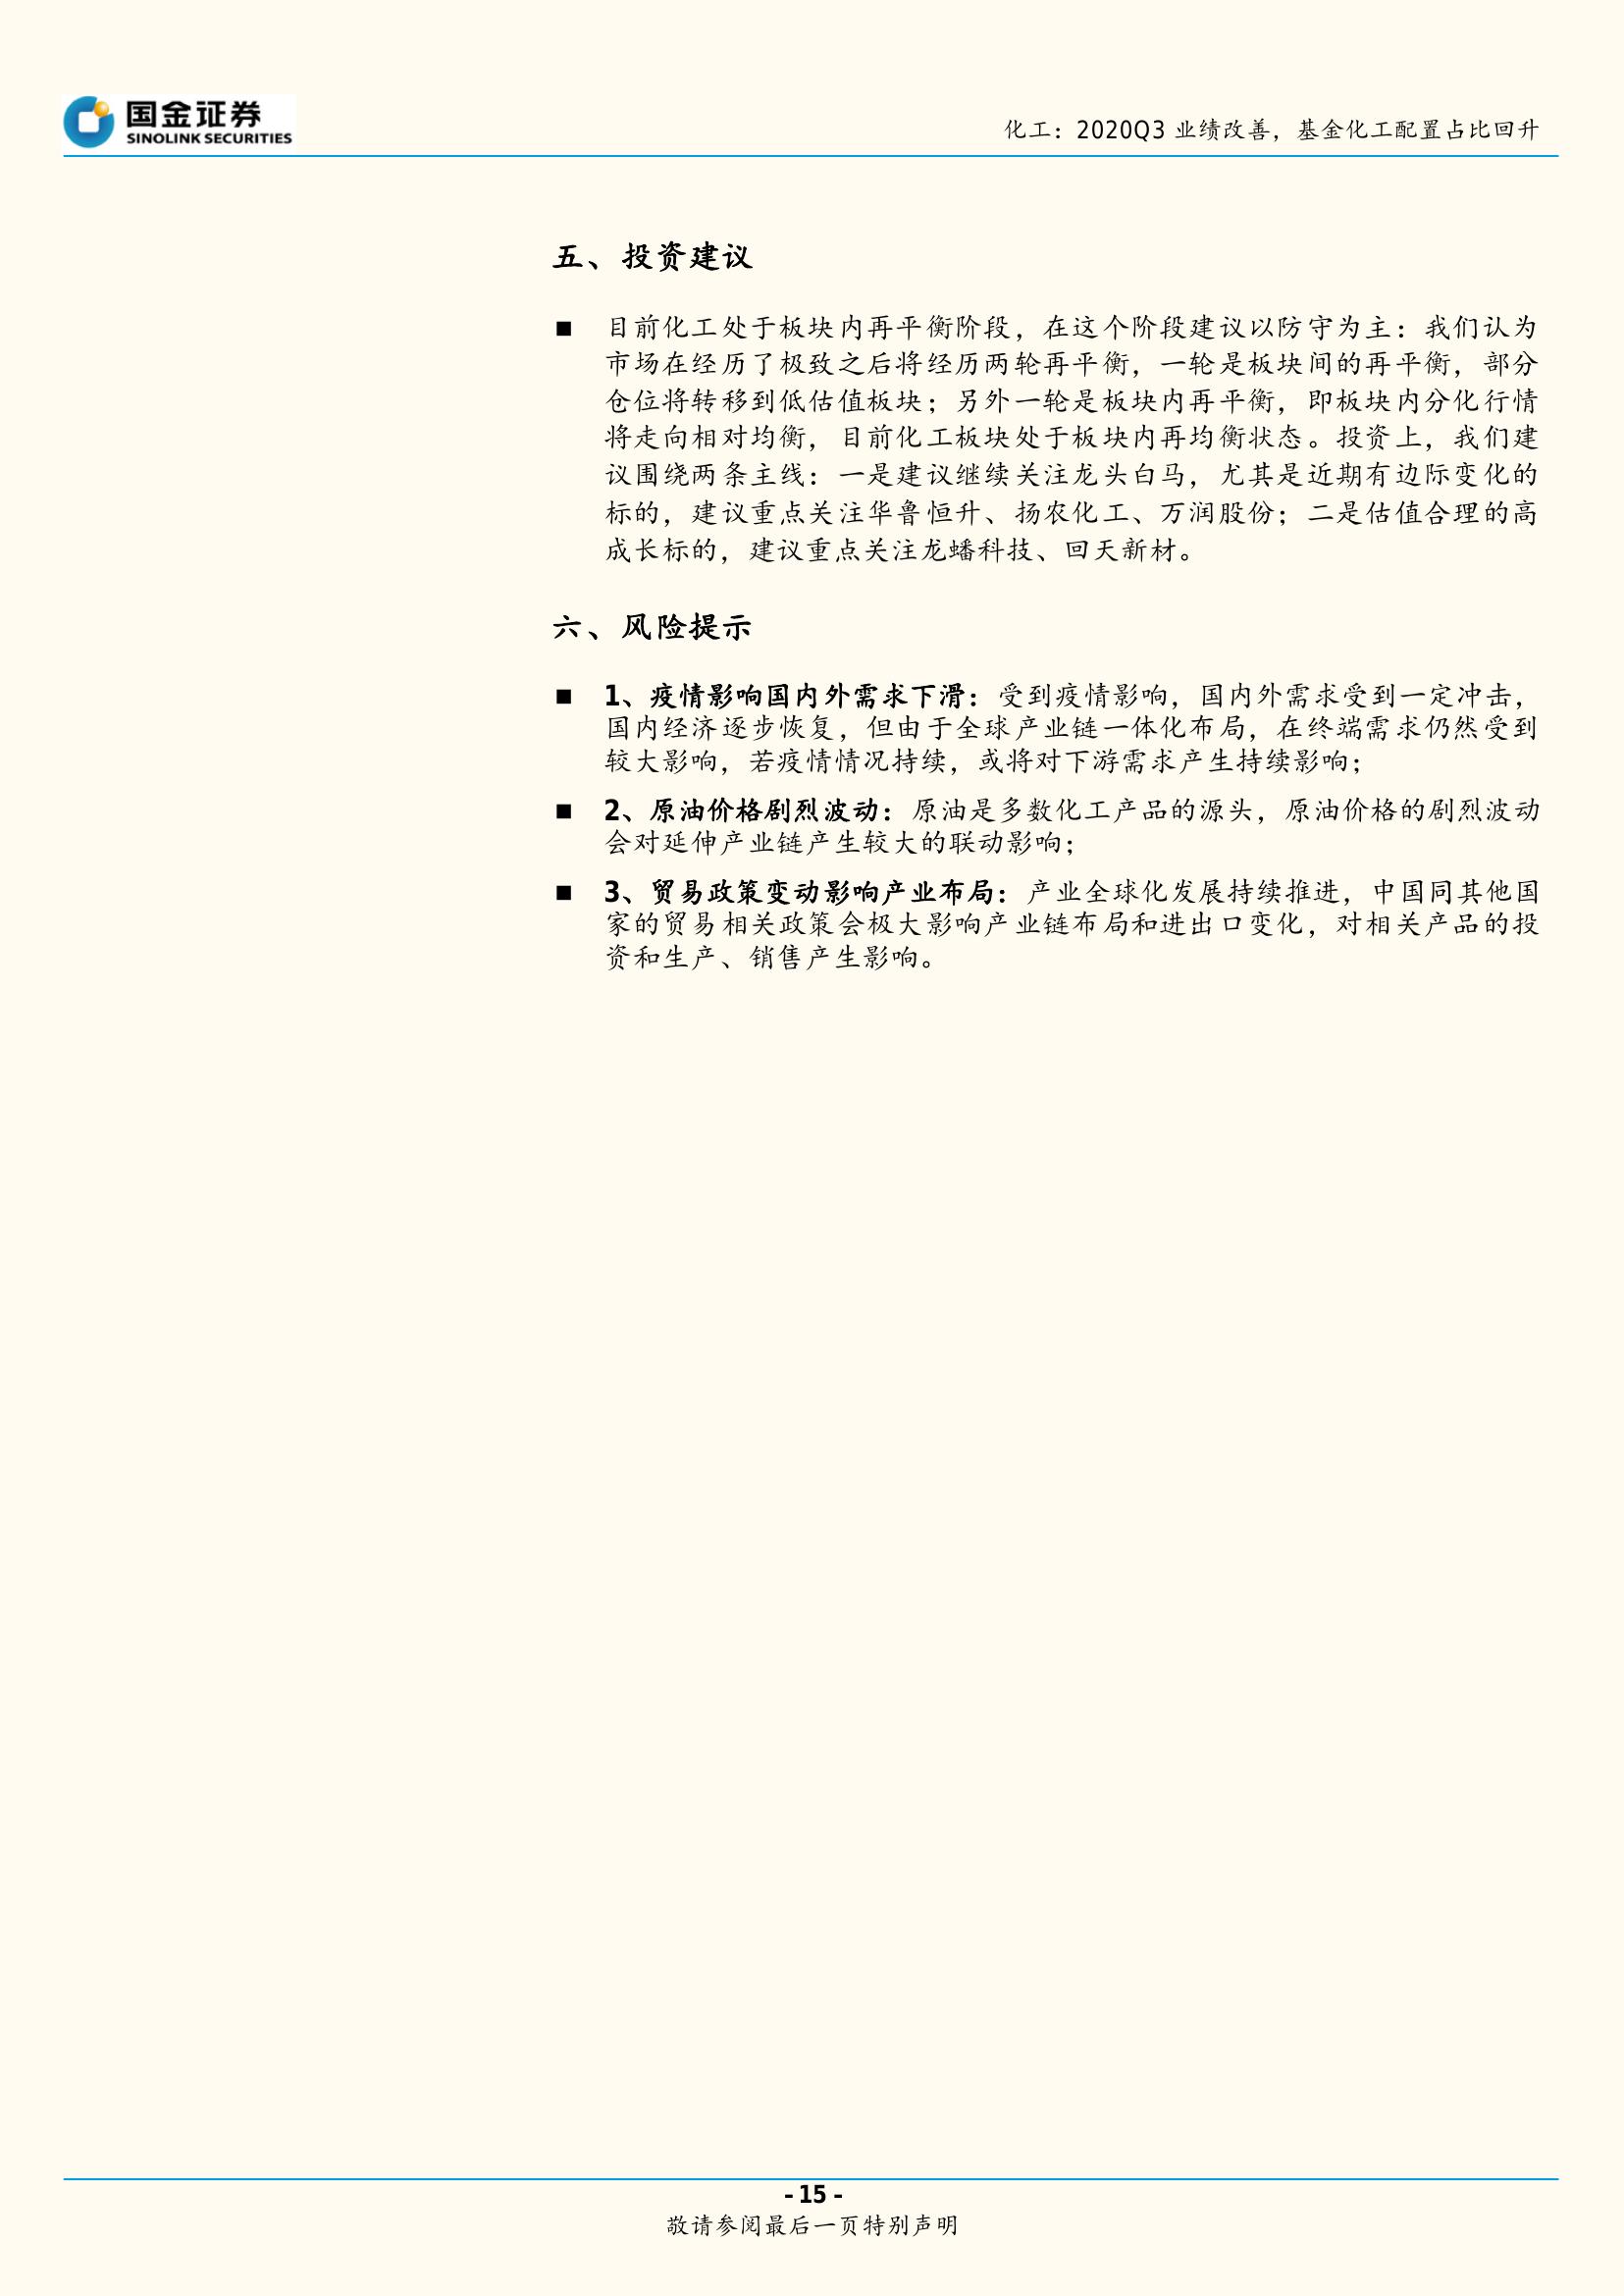 国金证券
SINOLINK SECURITIES
化工：2020Q3 业绩改善，基金化工配置占比回升
五、投资建议
■ 目前化工处于板块内再平衡阶段，在这个阶段建议以防守为主：我们认为
市场在经历了极致之后将经历两轮再平衡，一轮是板块间的再平衡，部分
仓位将转移到低估值板块；另外一轮是板块内再平衡，即板块内分化行情
将走向相对均衡，目前化工板块处于板块内再均衡状态。投资上，我们建
议围绕两条主线：一是建议继续关注龙头白马，尤其是近期有边际变化的
标的，建议重点关注华鲁恒升、扬农化工、万润股份；二是估值合理的高
成长标的，建议重点关注龙蟠科技、回天新材。
六、风险提示
■ 1、疫情影响国内外需求下滑：受到疫情影响，国内外需求受到一定冲击，
国内经济逐步恢复，但由于全球产业链一体化布局，在终端需求仍然受到
较大影响，若疫情情况持续，或将对下游需求产生持续影响；
■ 2、原油价格剧烈波动：原油是多数化工产品的源头，原油价格的剧烈波动
会对延伸产业链产生较大的联动影响；
■ 3、贸易政策变动影响产业布局：产业全球化发展持续推进，中国同其他国
家的贸易相关政策会极大影响产业链布局和进出口变化，对相关产品的投
资和生产、销售产生影响。
- 15 -
敬请参阅最后一页特别声明